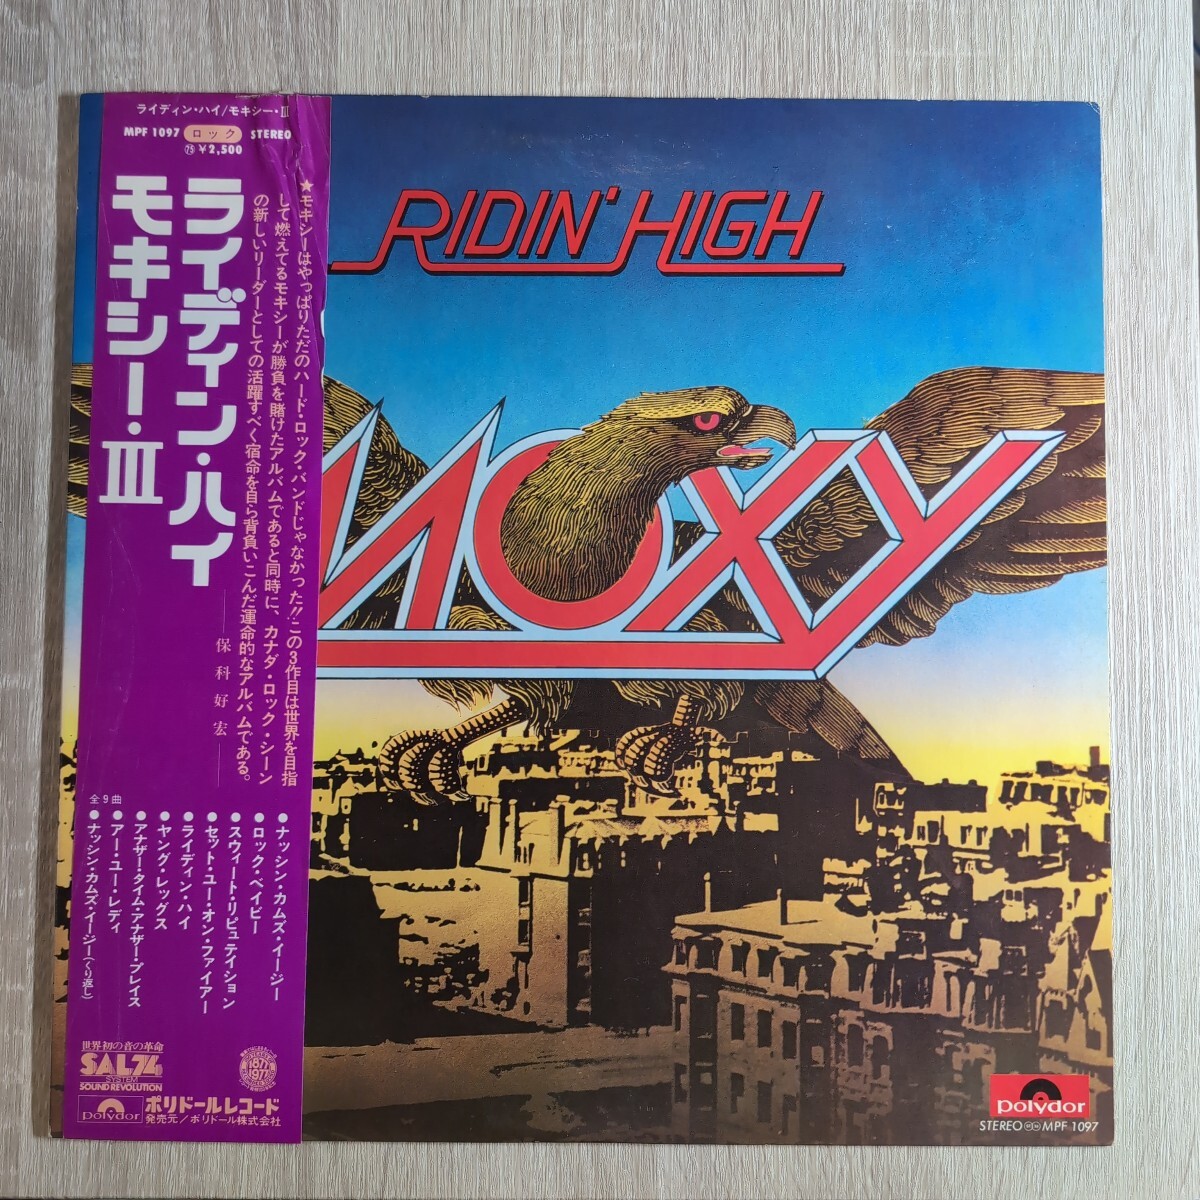 ライディン・ハイ/モキシー・Ⅲ
MPF 1097 ロック STEREO
㊄ ¥2,500
ライディン・ハイ
モキシー・Ⅲ
★モキシーはやっぱりただのハード・ロック・バンドじゃなかった!!この3作目は世界を目指
して燃えてるモキシーが勝負を賭けたアルバムであると同時に、カナダ・ロック・シーン
の新しいリーダーとしての活躍すべく宿命を自ら背負いこんだ運命的なアルバムである。
——保科好宏——
全9曲
●ナッシン・カムズ・イージー
●ロック・ベイビー
●スウィート・リピュテイション
●セット・ユー・オン・ファイアー
●ライディン・ハイ
●ヤング・レッグス
●アナザー・タイム・アナザー・プレイス
●アー・ユー・レディ
●ナッシン・カムズ・イージー(くり返し)
世界初の音の革命
SAL74
SYSTEM
SOUND REVOLUTION
1877
1977
polydor
ポリドールレコード
発売元/ポリドール株式会社
RIDIN' HIGH
MOXY
polydor
STEREO MPF 1097